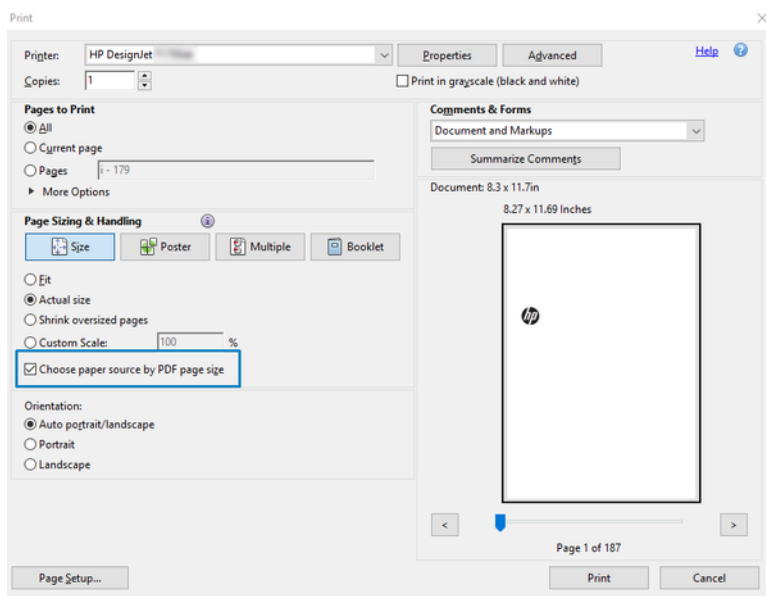 Print
Printer: HP DesignJet Properties Advanced Help
Copies: 1 Print in grayscale (black and white)
Pages to Print
All
Current page
Pages i - 179
More Options
Page Sizing & Handling
Size Poster Multiple Booklet
Fit
Actual size
Shrink oversized pages
Custom Scale: 100 %
Choose paper source by PDF page size
Orientation:
Auto portrait/landscape
Portrait
Landscape
Comments & Forms
Document and Markups
Summarize Comments
Document: 8.3 x 11.7in
8.27 x 11.69 Inches
hp
< >
Page 1 of 187
Page Setup... Print Cancel